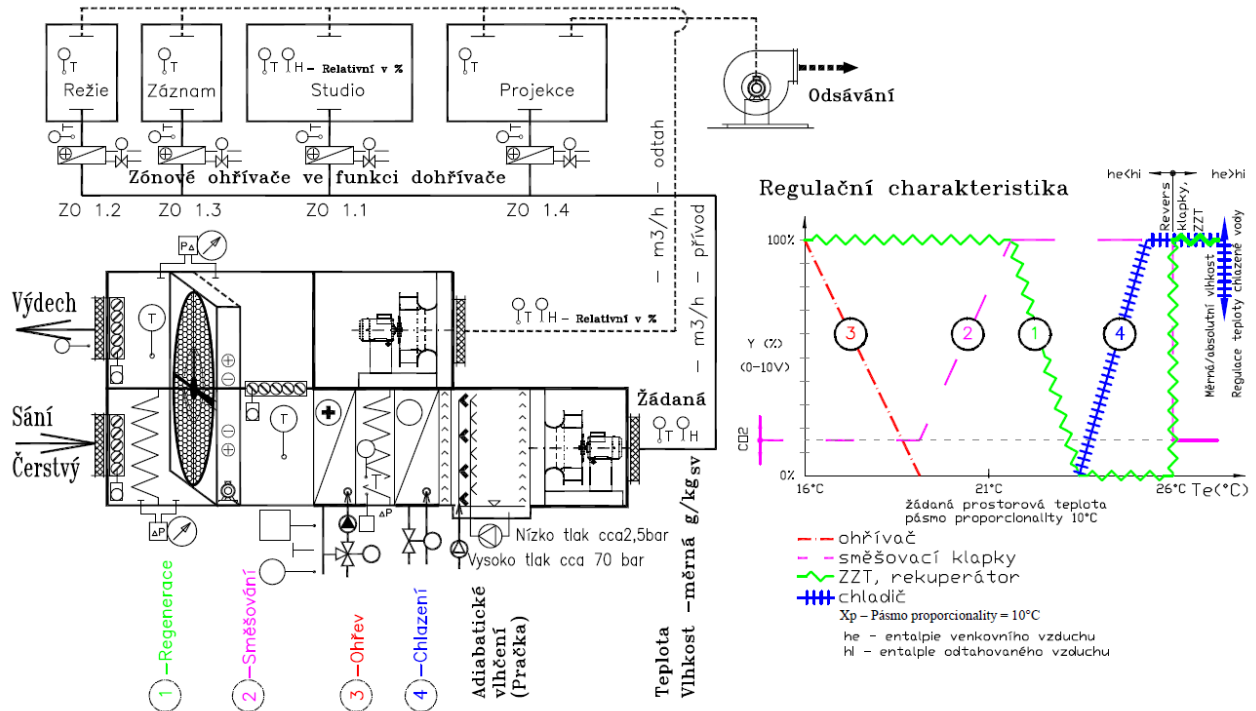 Režie
Záznam
Studio
Projekce
T
T
T
H
– Relativní v %
T
T
T
T
T
Odsávání
Zónové ohřívače ve funkci dohřívače
ZO 1.2
ZO 1.3
ZO 1.1
ZO 1.4
– m3/h – odtah
– m3/h – přívod
P∆
Výdech
T
T
H
– Relativní v %
Sání
Čerstvý
T
T
Žádaná
T
H
∆P
∆P
Nízko tlak cca2,5bar
Vysoko tlak cca 70 bar
1 –Regenerace
2 –Směšování
3 –Ohřev
4 –Chlazení
Adiabatické
vlhčení
(Pračka)
Teplota
Vlhkost –měrná g/kgsv
Regulační charakteristika
he<hi
he>hi
Revers
klapky,
ZZT
100%
Y (%)
(0–10V)
CO2
0%
3
2
1
4
Měrná/absolutní vlhkost
Regulace teploty chlazené vody
16°C
21°C
26°C
Te(°C)
žádaná prostorová teplota
pásmo proporcionality 10°C
ohřívač
směšovací klapky
ZZT, rekuperátor
chladič
Xp – Pásmo proporcionality = 10°C
he – entalpie venkovního vzduchu
hI – entalpie odtahovaného vzduchu